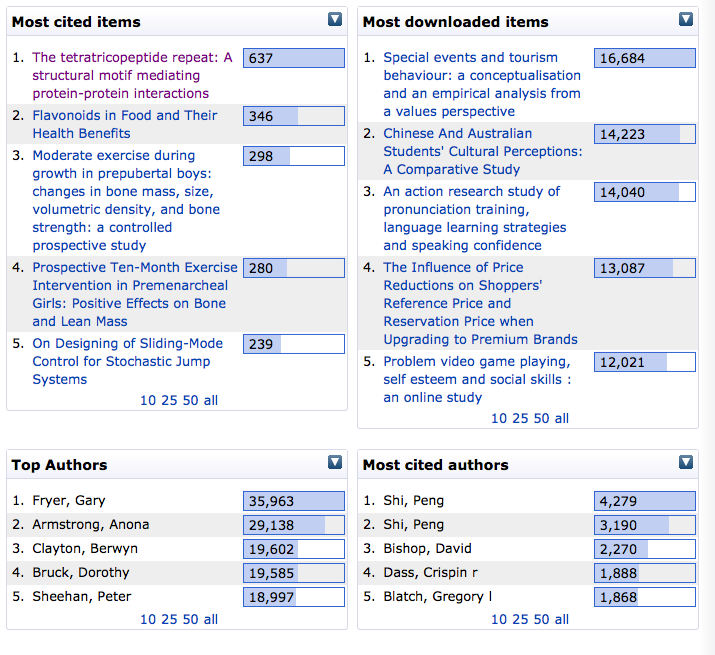 Most cited items
1. The tetratricopeptide repeat: A 637
structural motif mediating
protein-protein interactions
2. Flavonoids in Food and Their 346
Health Benefits
3. Moderate exercise during 298
growth in prepubertal boys:
changes in bone mass, size,
volumetric density, and bone
strength: a controlled
prospective study
4. Prospective Ten-Month Exercise 280
Intervention in Premenarcheal
Girls: Positive Effects on Bone
and Lean Mass
5. On Designing of Sliding-Mode 239
Control for Stochastic Jump
Systems
10 25 50 all
Most downloaded items
1. Special events and tourism 16,684
behaviour: a conceptualisation
and an empirical analysis from
a values perspective
2. Chinese And Australian 14,223
Students' Cultural Perceptions:
A Comparative Study
3. An action research study of 14,040
pronunciation training,
language learning strategies
and speaking confidence
4. The Influence of Price 13,087
Reductions on Shoppers'
Reference Price and
Reservation Price when
Upgrading to Premium Brands
5. Problem video game playing, 12,021
self esteem and social skills :
an online study
10 25 50 all
Top Authors
1. Fryer, Gary 35,963
2. Armstrong, Anona 29,138
3. Clayton, Berwyn 19,602
4. Bruck, Dorothy 19,585
5. Sheehan, Peter 18,997
10 25 50 all
Most cited authors
1. Shi, Peng 4,279
2. Shi, Peng 3,190
3. Bishop, David 2,270
4. Dass, Crispin r 1,888
5. Blatch, Gregory l 1,868
10 25 50 all